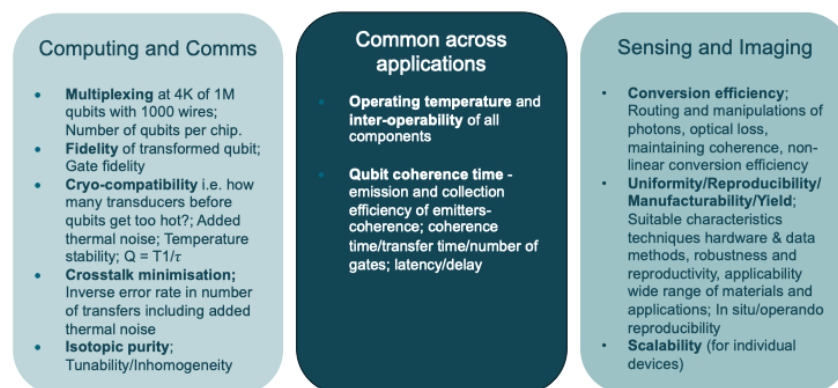 Computing and Comms
• Multiplexing at 4K of 1M
qubits with 1000 wires;
Number of qubits per chip.
• Fidelity of transformed qubit;
Gate fidelity
• Cryo-compatibility i.e. how
many transducers before
qubits get too hot?; Added
thermal noise; Temperature
stability; Q = T1/τ
• Crosstalk minimisation;
Inverse error rate in number
of transfers including added
thermal noise
• Isotopic purity;
Tunability/Inhomogeneity
Common across
applications
• Operating temperature and
inter-operability of all
components
• Qubit coherence time -
emission and collection
efficiency of emitters-
coherence; coherence
time/transfer time/number of
gates; latency/delay
Sensing and Imaging
• Conversion efficiency;
Routing and manipulations of
photons, optical loss,
maintaining coherence, non-
linear conversion efficiency
• Uniformity/Reproducibility/
Manufacturability/Yield;
Suitable characteristics
techniques hardware & data
methods, robustness and
reproductivity, applicability
wide range of materials and
applications; In situ/operando
reproducibility
• Scalability (for individual
devices)